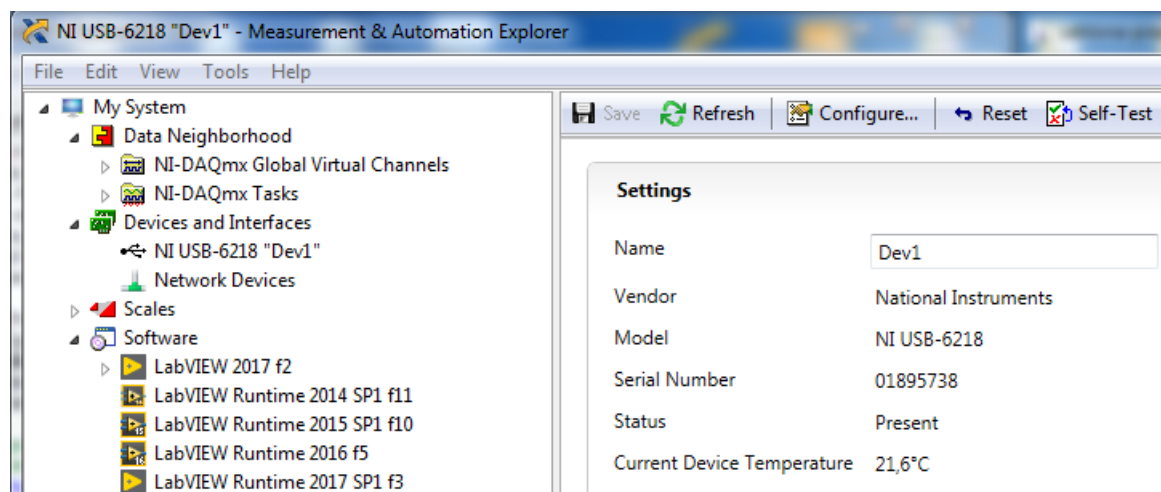 NI USB-6218 "Dev1" - Measurement & Automation Explorer
File Edit View Tools Help
My System
Data Neighborhood
NI-DAQmx Global Virtual Channels
NI-DAQmx Tasks
Devices and Interfaces
NI USB-6218 "Dev1"
Network Devices
Scales
Software
LabVIEW 2017 f2
LabVIEW Runtime 2014 SP1 f11
LabVIEW Runtime 2015 SP1 f10
LabVIEW Runtime 2016 f5
LabVIEW Runtime 2017 SP1 f3
Save Refresh Configure... Reset Self-Test
Settings
Name Dev1
Vendor National Instruments
Model NI USB-6218
Serial Number 01895738
Status Present
Current Device Temperature 21,6°C